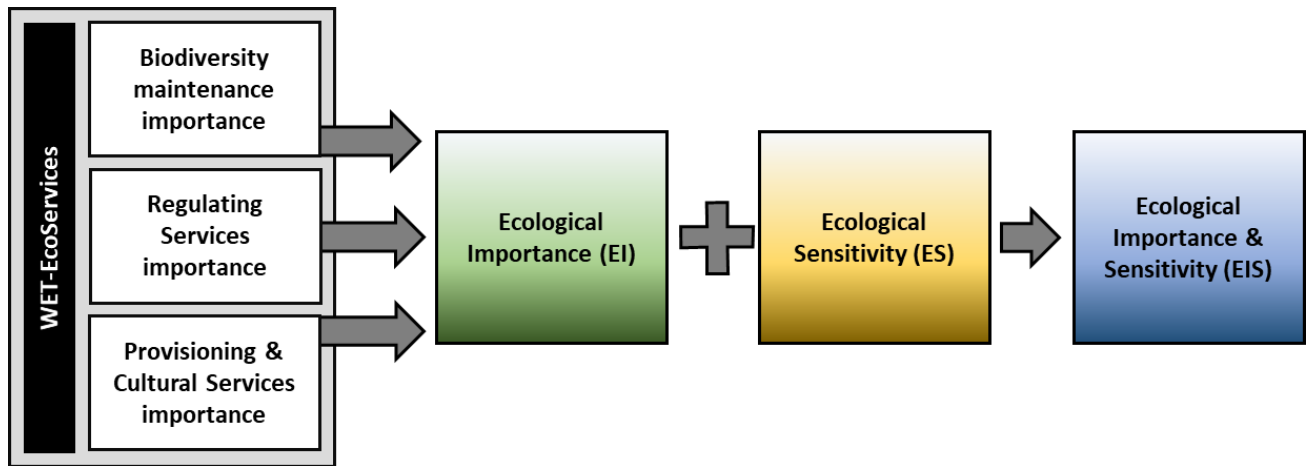 WET-EcoServices
Biodiversity
maintenance
importance
Regulating
Services
importance
Provisioning &
Cultural Services
importance
Ecological
Importance (EI)
Ecological
Sensitivity (ES)
Ecological
Importance &
Sensitivity (EIS)